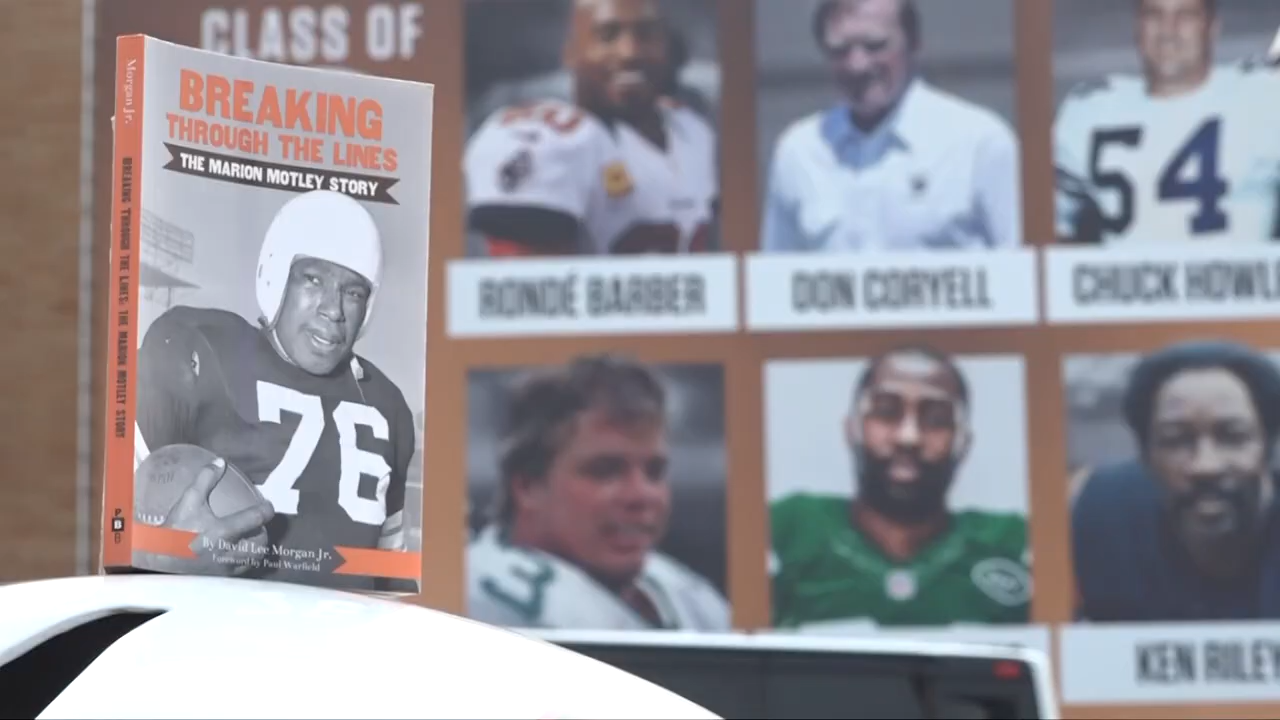 CLASS OF
Morgan Jr.
BREAKING THROUGH THE LINES: THE MARION MOTLEY STORY
PBD
BREAKING
THROUGH THE LINES
THE MARION MOTLEY STORY
76
By David Lee Morgan Jr.
Foreword by Paul Warfield
54
RONDÉ BARBER
DON CORYELL
CHUCK HOWL
3
KEN RILEY